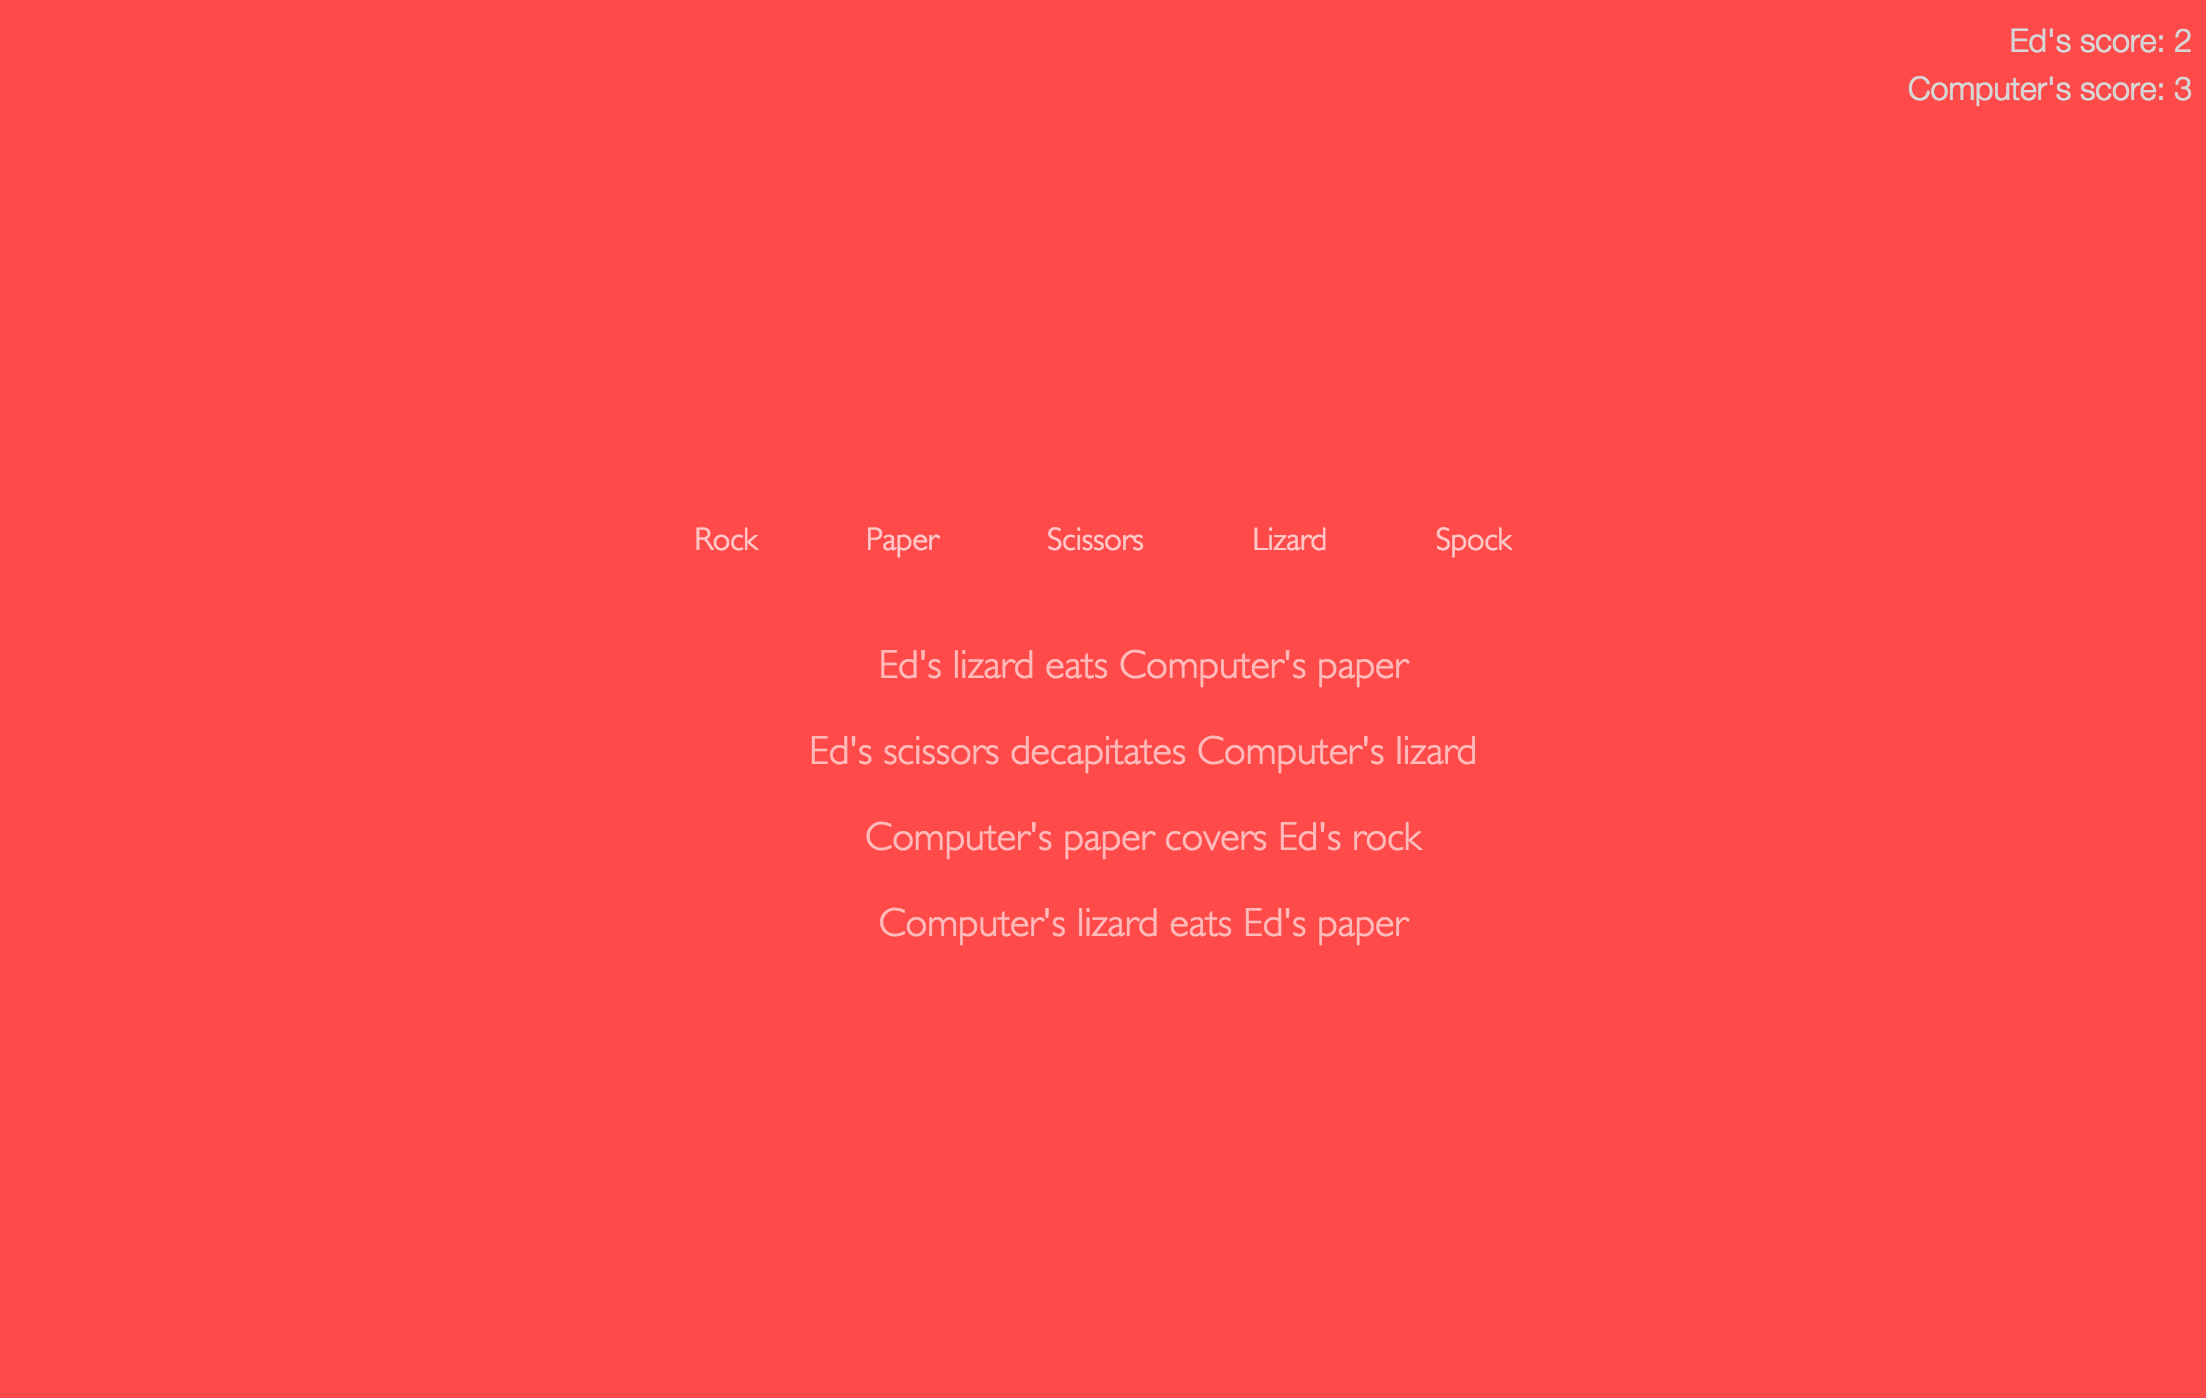 Ed's score: 2
Computer's score: 3
Rock Paper Scissors Lizard Spock
Ed's lizard eats Computer's paper
Ed's scissors decapitates Computer's lizard
Computer's paper covers Ed's rock
Computer's lizard eats Ed's paper